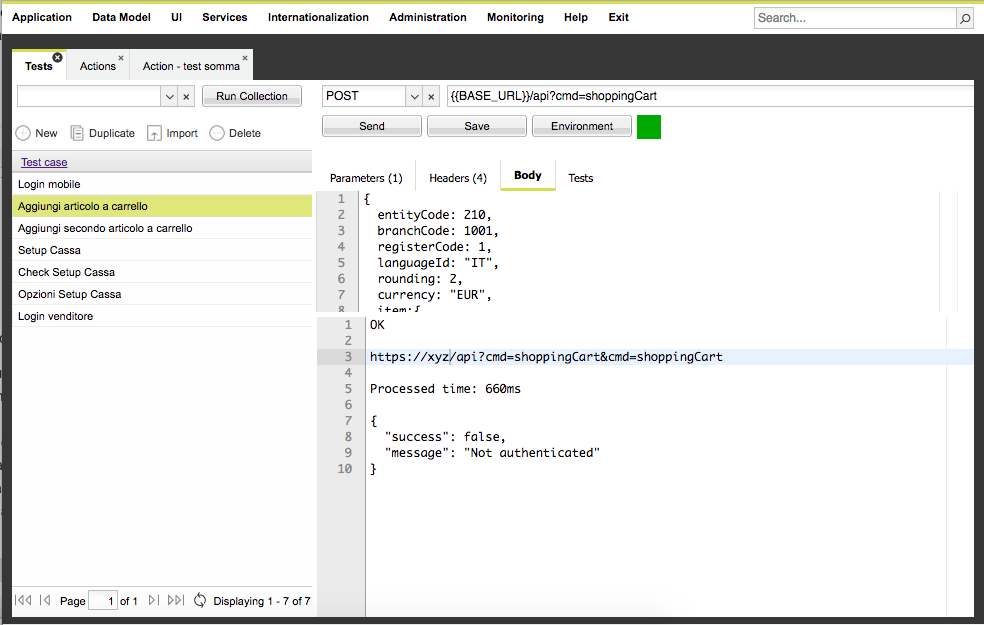 Application Data Model UI Services Internationalization Administration Monitoring Help Exit Search...
Tests Actions Action - test somma
Run Collection POST {{BASE_URL}}/api?cmd=shoppingCart
Send Save Environment
New Duplicate Import Delete
Test case
Login mobile
Aggiungi articolo a carrello
Aggiungi secondo articolo a carrello
Setup Cassa
Check Setup Cassa
Opzioni Setup Cassa
Login venditore
Parameters (1) Headers (4) Body Tests
1 {
2 entityCode: 210,
3 branchCode: 1001,
4 registerCode: 1,
5 languageId: "IT",
6 rounding: 2,
7 currency: "EUR",
8 item:{
1 OK
2
3 https://xyz/api?cmd=shoppingCart&cmd=shoppingCart
4
5 Processed time: 660ms
6
7 {
8 "success": false,
9 "message": "Not authenticated"
10 }
Page 1 of 1 Displaying 1 - 7 of 7